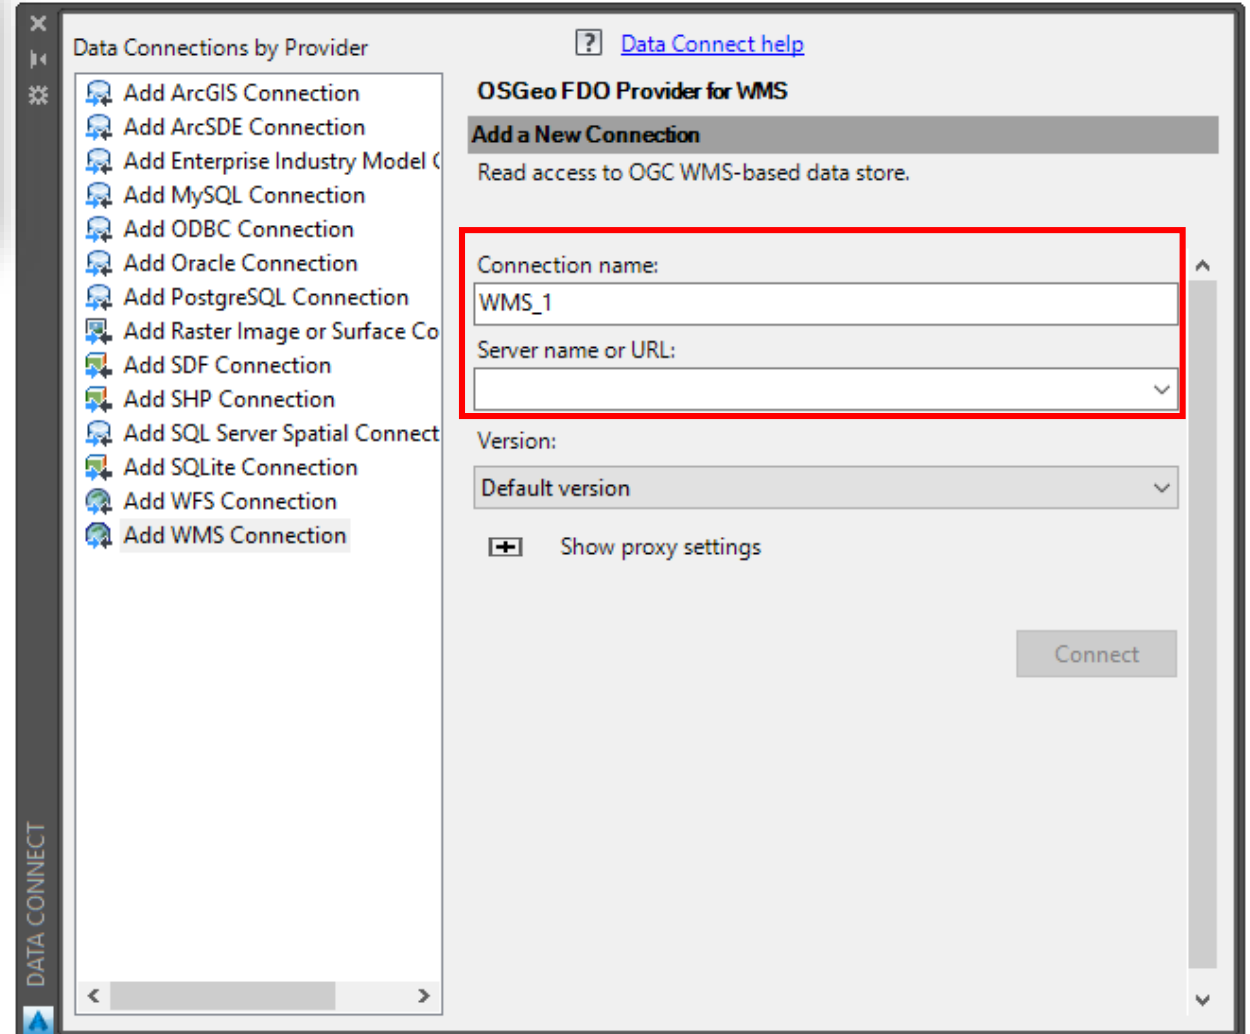 Data Connections by Provider
Add ArcGIS Connection
Add ArcSDE Connection
Add Enterprise Industry Model
Add MySQL Connection
Add ODBC Connection
Add Oracle Connection
Add PostgreSQL Connection
Add Raster Image or Surface Co
Add SDF Connection
Add SHP Connection
Add SQL Server Spatial Connect
Add SQLite Connection
Add WFS Connection
Add WMS Connection
? Data Connect help
OSGeo FDO Provider for WMS
Add a New Connection
Read access to OGC WMS-based data store.
Connection name:
WMS_1
Server name or URL:
Version:
Default version
Show proxy settings
Connect
DATA CONNECT